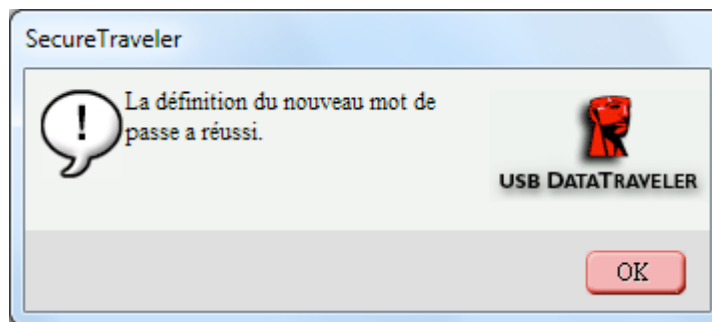 SecureTraveler
La définition du nouveau mot de
passe a réussi.
!
USB DATATRAVELER
OK